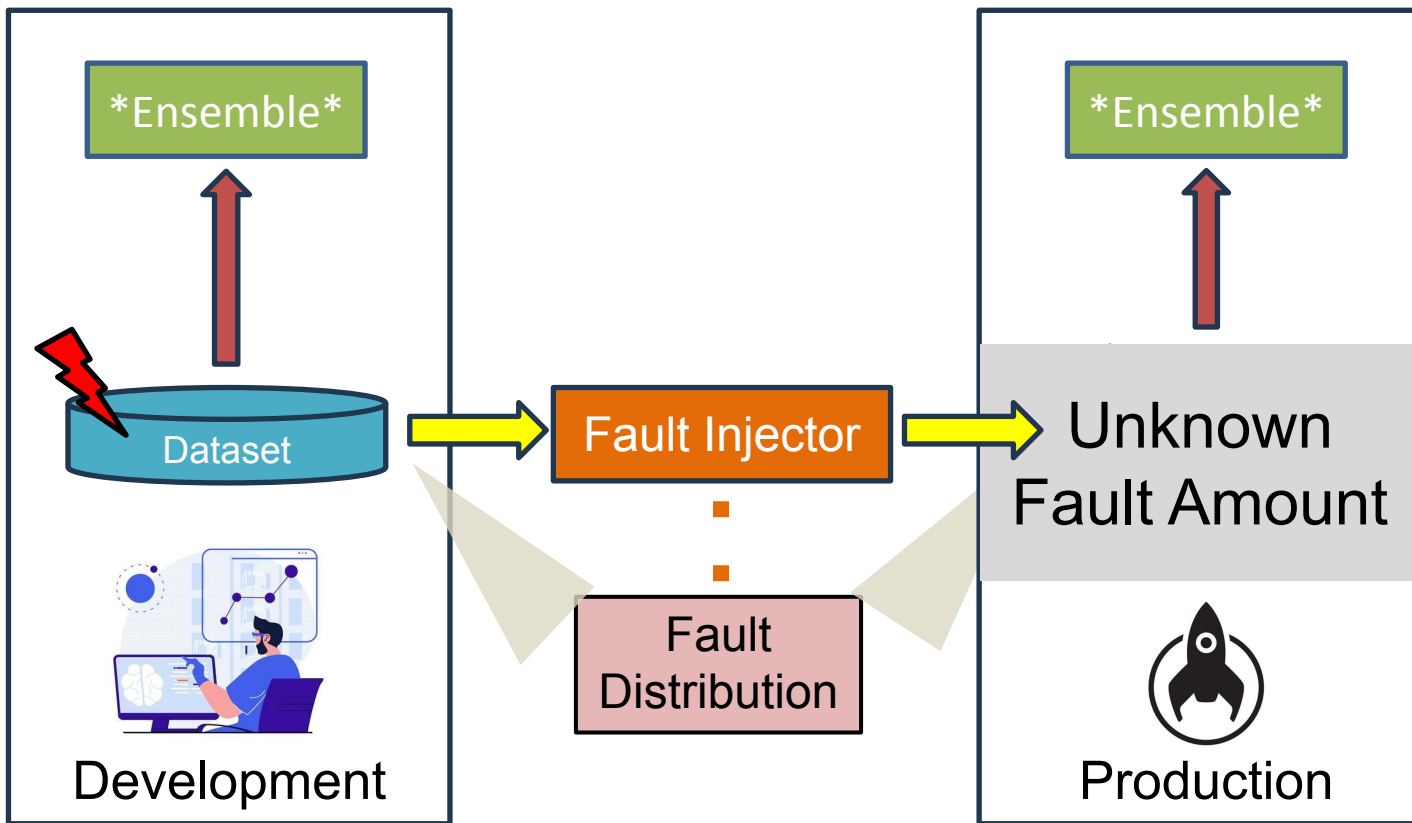 *Ensemble*
Dataset
Development
Fault Injector
Fault
Distribution
*Ensemble*
Unknown
Fault Amount
Production